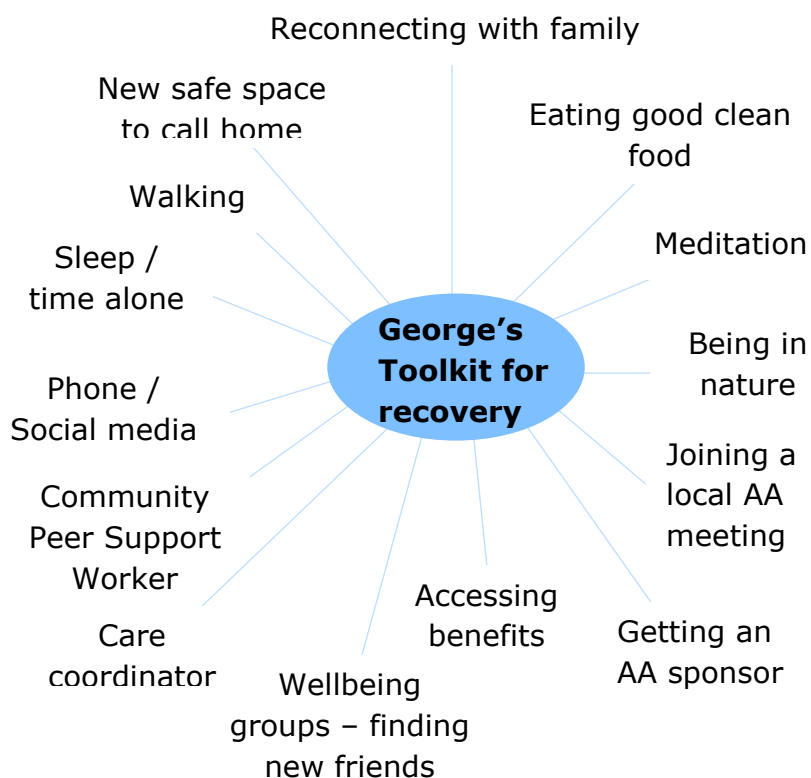 Reconnecting with family
New safe space
to call home
Eating good clean
food
Walking
Meditation
Sleep /
time alone
George’s
Toolkit for
recovery
Being in
nature
Phone /
Social media
Joining a
local AA
meeting
Community
Peer Support
Worker
Accessing
benefits
Getting an
AA sponsor
Care
coordinator
Wellbeing
groups – finding
new friends